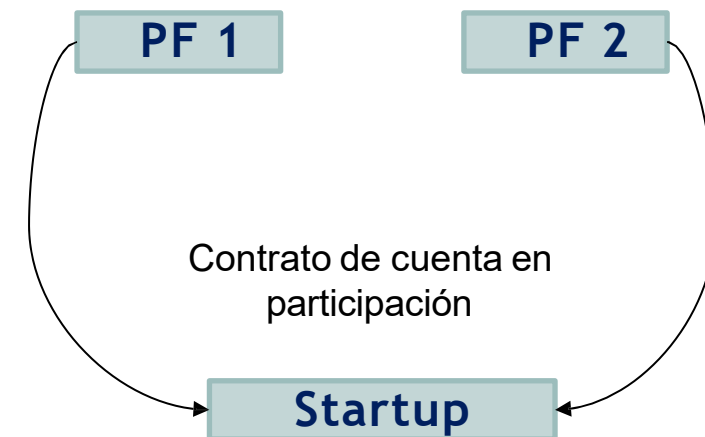 PF 1
PF 2
Contrato de cuenta en
participación
Startup